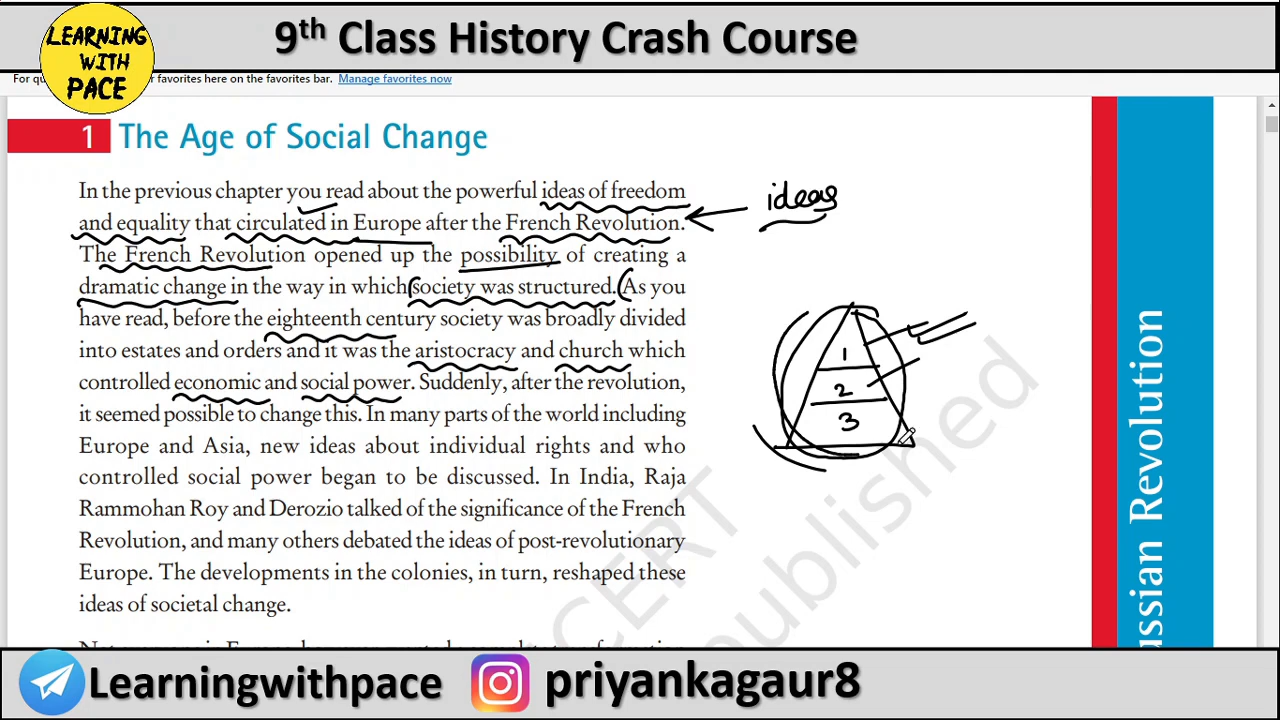 LEARNING
WITH
PACE
9th Class History Crash Course
For qu
r favorites here on the favorites bar. Manage favorites now
1 The Age of Social Change
In the previous chapter you read about the powerful ideas of freedom
and equality that circulated in Europe after the French Revolution.
The French Revolution opened up the possibility of creating a
dramatic change in the way in which society was structured. As you
have read, before the eighteenth century society was broadly divided
into estates and orders and it was the aristocracy and church which
controlled economic and social power. Suddenly, after the revolution,
it seemed possible to change this. In many parts of the world including
Europe and Asia, new ideas about individual rights and who
controlled social power began to be discussed. In India, Raja
Rammohan Roy and Derozio talked of the significance of the French
Revolution, and many others debated the ideas of post-revolutionary
Europe. The developments in the colonies, in turn, reshaped these
ideas of societal change.
ideas
1
2
3
CERT
published
ussian Revolution
Learningwithpace
priyankagaur8